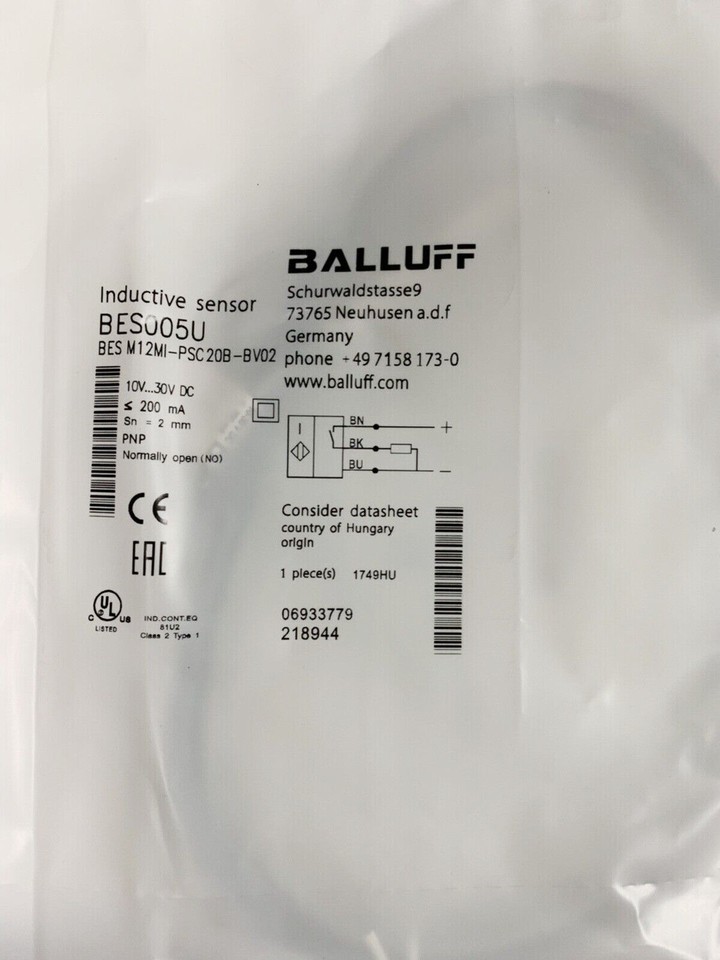 Inductive sensor
BES005U
BES M12MI-PSC20B-BV02
10V...30V DC
≤ 200 mA
Sn = 2 mm
PNP
Normally open (NO)
CE
EAC
C UL US
LISTED
IND.CONT.EQ
81U2
Class 2 Type 1
BALLUFF
Schurwaldstasse9
73765 Neuhusen a.d.f
Germany
phone +49 7158 173-0
www.balluff.com
BN
+
BK
BU
−
Consider datasheet
country of Hungary
origin
1 piece(s) 1749HU
06933779
218944